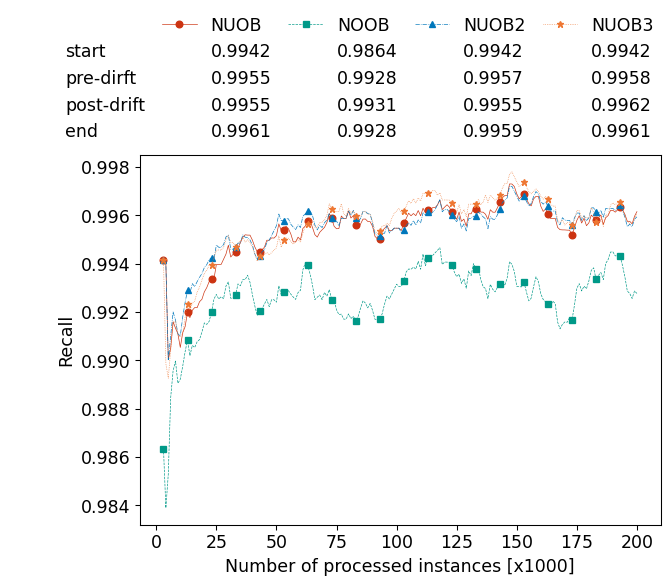 NUOB NOOB NUOB2 NUOB3
start 0.9942 0.9864 0.9942 0.9942
pre-dirft 0.9955 0.9928 0.9957 0.9958
post-drift 0.9955 0.9931 0.9955 0.9962
end 0.9961 0.9928 0.9959 0.9961
0.998
0.996
0.994
0.992
0.990
0.988
0.986
0.984
Recall
0 25 50 75 100 125 150 175 200
Number of processed instances [x1000]